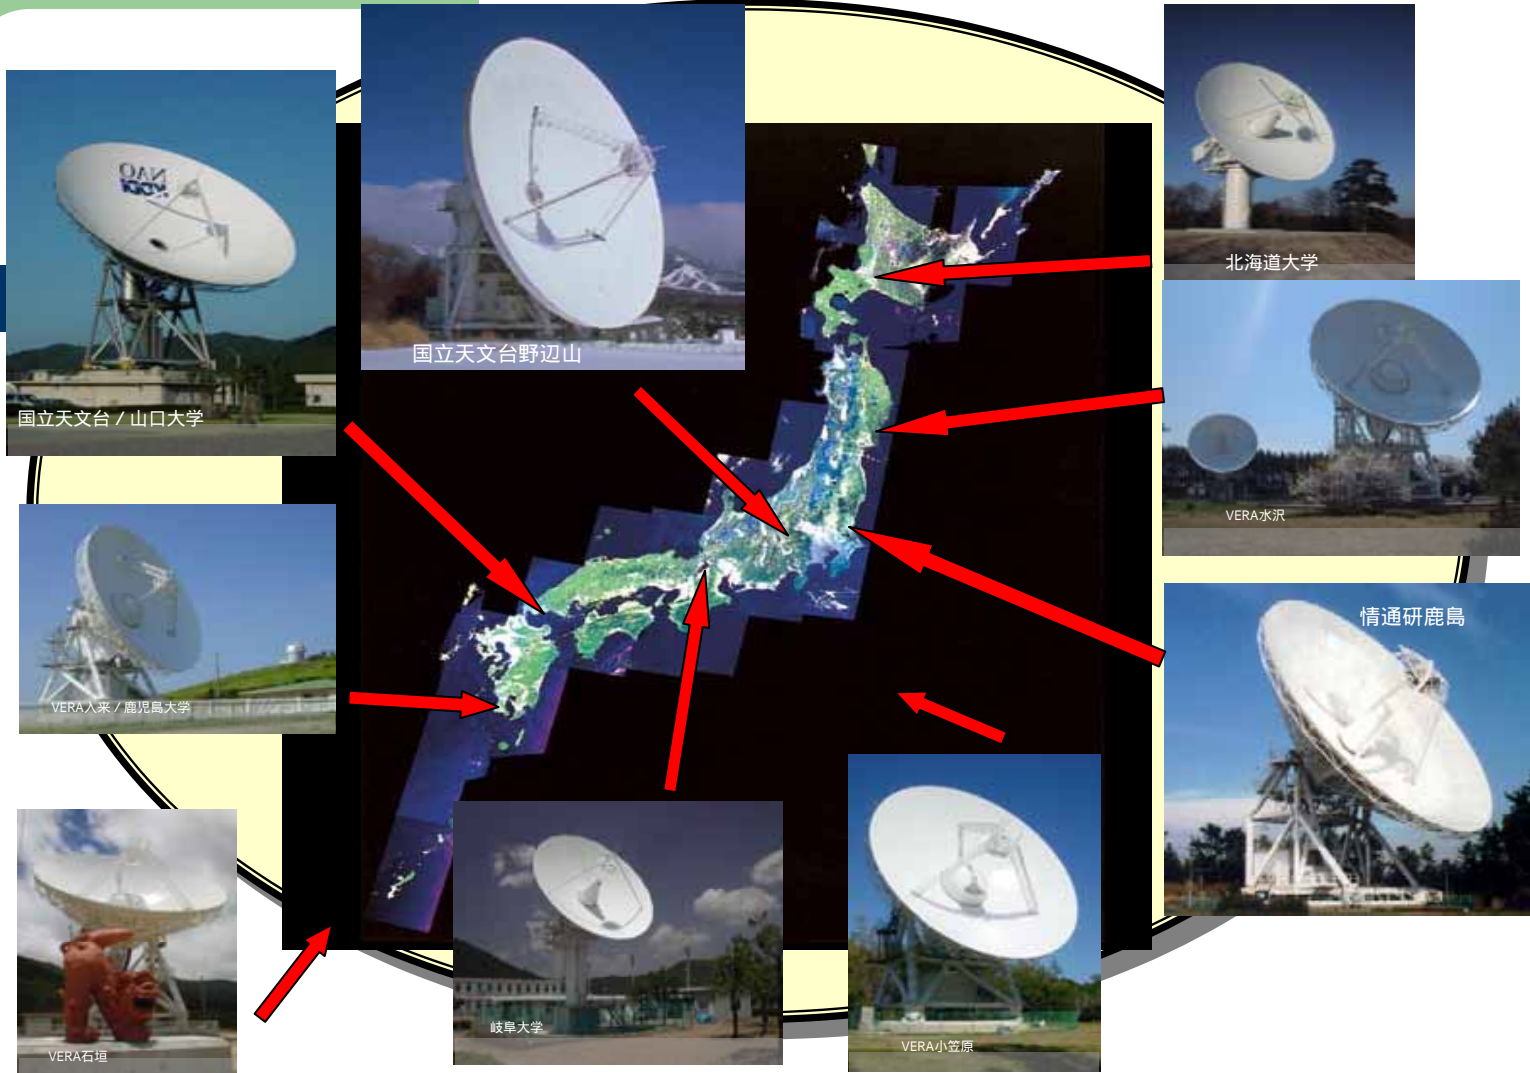 国立天文台野辺山
北海道大学
NAO
国立天文台 / 山口大学
VERA水沢
情通研鹿島
VERA入来 / 鹿児島大学
岐阜大学
VERA小笠原
VERA石垣